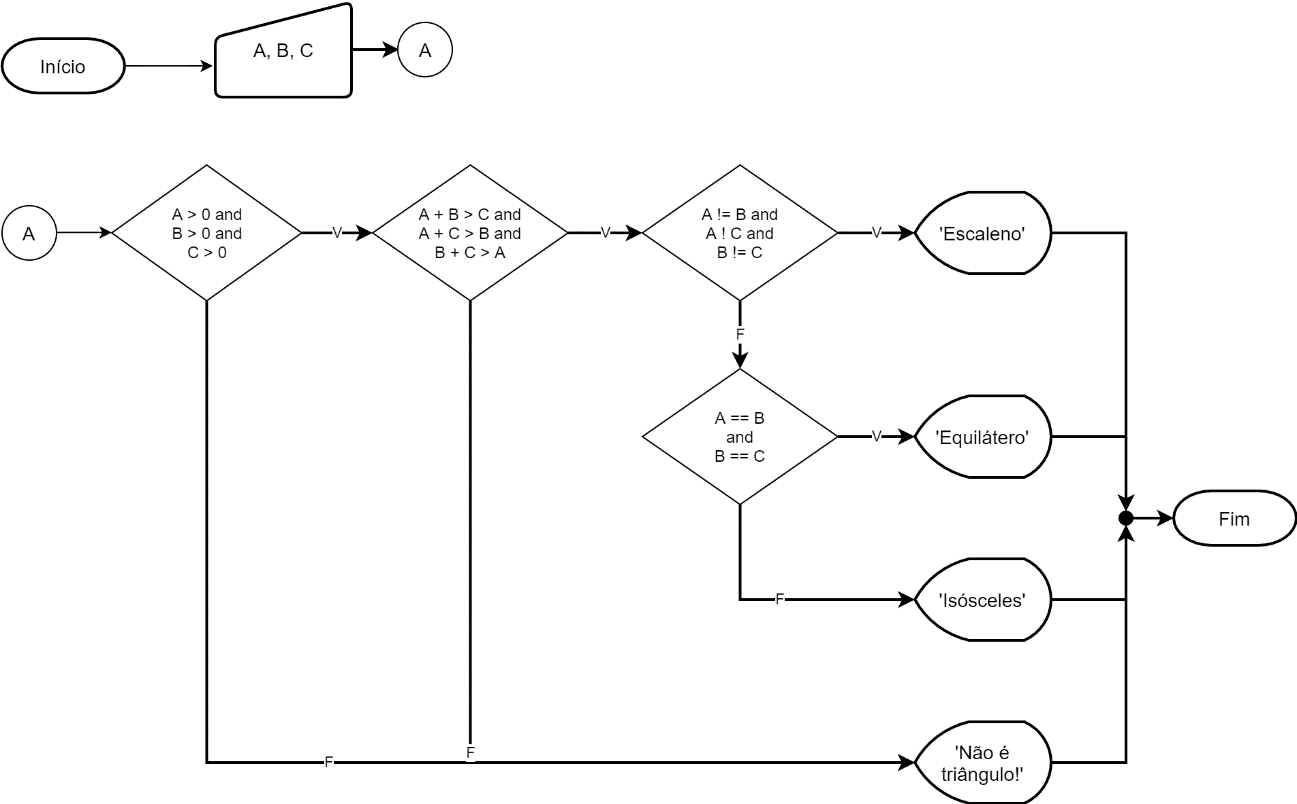 Início
A, B, C
A
A
A > 0 and
B > 0 and
C > 0
V
A + B > C and
A + C > B and
B + C > A
V
A != B and
A ! C and
B != C
V
'Escaleno'
F
A == B
and
B == C
V
'Equilátero'
Fim
F
'Isósceles'
F
F
'Não é
triângulo!'